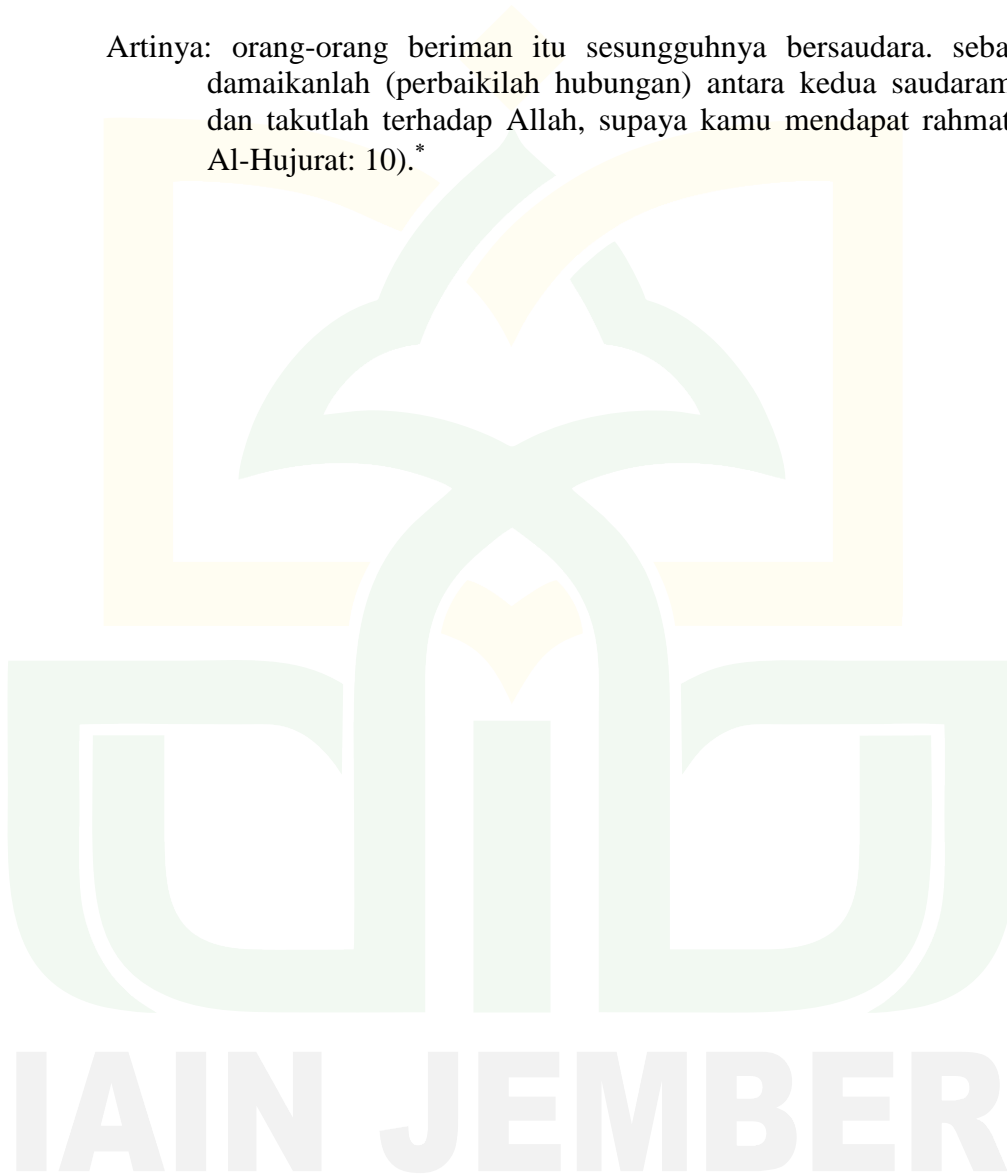 Artinya: orang-orang beriman itu sesungguhnya bersaudara. seba
damaikanlah (perbaikilah hubungan) antara kedua saudaram
dan takutlah terhadap Allah, supaya kamu mendapat rahmat
Al-Hujurat: 10).*
IAIN JEMBER